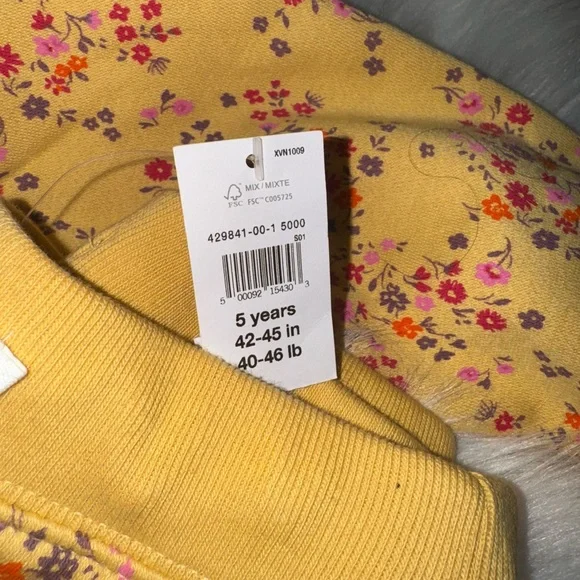 XVN1009
MIX / MIXTE
FSC
FSC™ C005725
429841-00-1 5000
S01
5 00092 15430 3
5 years
42-45 in
40-46 lb